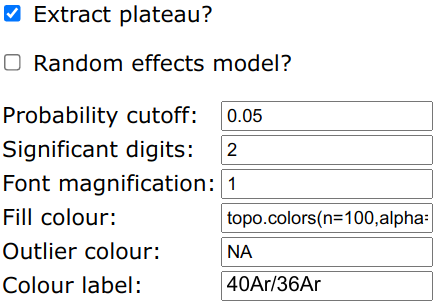 Extract plateau?
Random effects model?
Probability cutoff: 0.05
Significant digits: 2
Font magnification: 1
Fill colour: topo.colors(n=100,alpha=
Outlier colour: NA
Colour label: 40Ar/36Ar